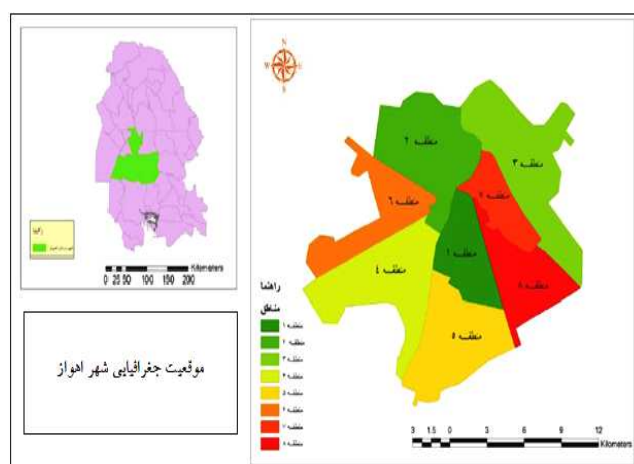 راهنما
Kilometers
0 25 50 100 150 200
موقعیت جغرافیایی شهر اهواز
N
W E
S
منطقه ۲
منطقه ۳
منطقه ۷
منطقه ۶
منطقه ۱
منطقه ۴
منطقه ۸
منطقه ۵
راهنما
مناطق
منطقه ۱
منطقه ۲
منطقه ۳
منطقه ۴
منطقه ۵
منطقه ۶
منطقه ۷
منطقه ۸
3 1.5 0 3 6 9 12
Kilometers